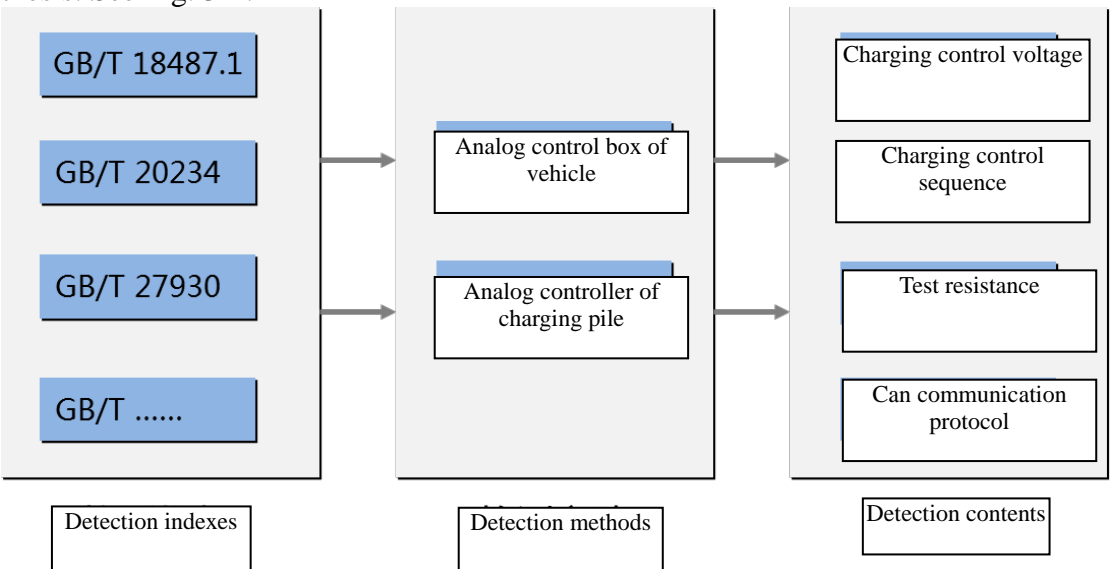 GB/T 18487.1
GB/T 20234
GB/T 27930
GB/T ......
Detection indexes
Analog control box of
vehicle
Analog controller of
charging pile
Detection methods
Charging control voltage
Charging control
sequence
Test resistance
Can communication
protocol
Detection contents